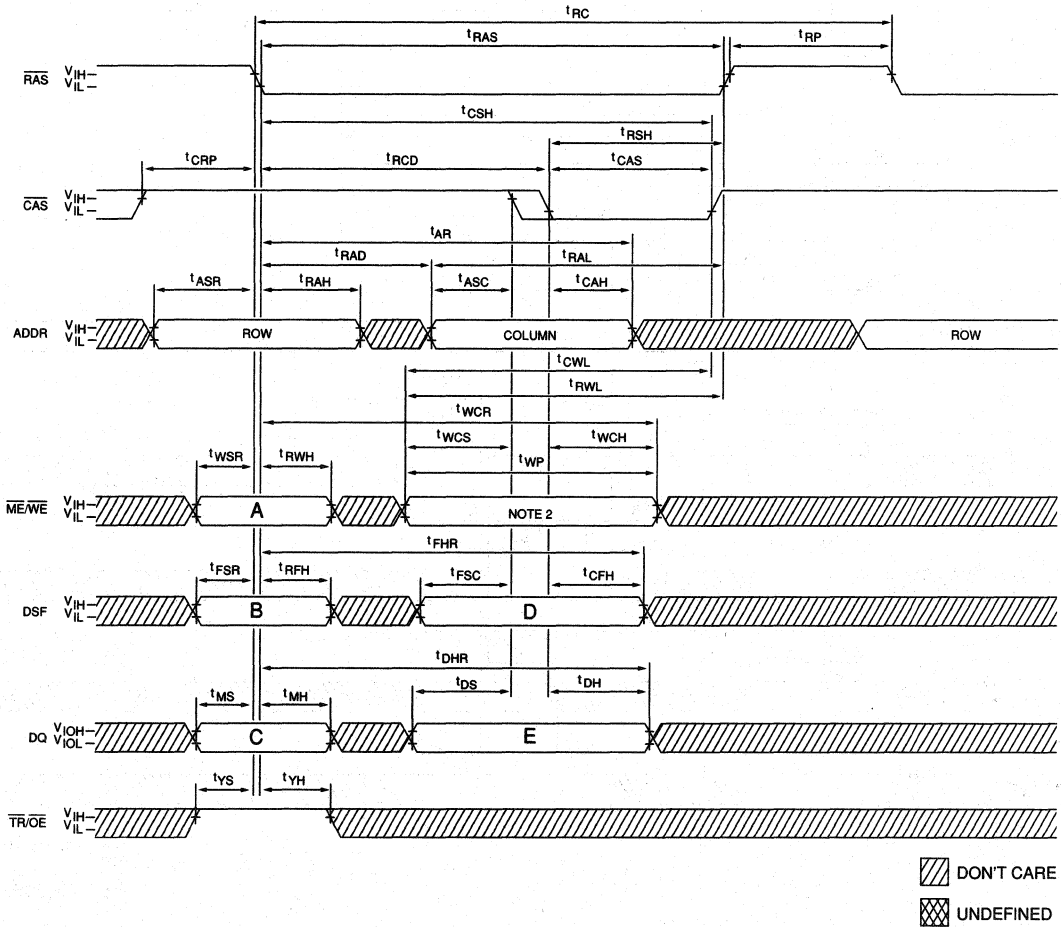 tRC
tRAS
tRP
RAS
VIH
VIL
tCSH
tRSH
tCRP
tRCD
tCAS
CAS
VIH
VIL
tAR
tRAD
tRAL
tASR
tRAH
tASC
tCAH
ADDR
VIH
VIL
ROW
COLUMN
ROW
tCWL
tRWL
tWCR
tWCS
tWCH
tWSR
tRWH
tWP
ME/WE
VIH
VIL
A
NOTE 2
tFHR
tFSR
tRFH
tFSC
tCFH
DSF
VIH
VIL
B
D
tDHR
tMS
tMH
tDS
tDH
DQ
VIOH
VIOL
C
E
tYS
tYH
TR/OE
VIH
VIL
DON'T CARE
UNDEFINED